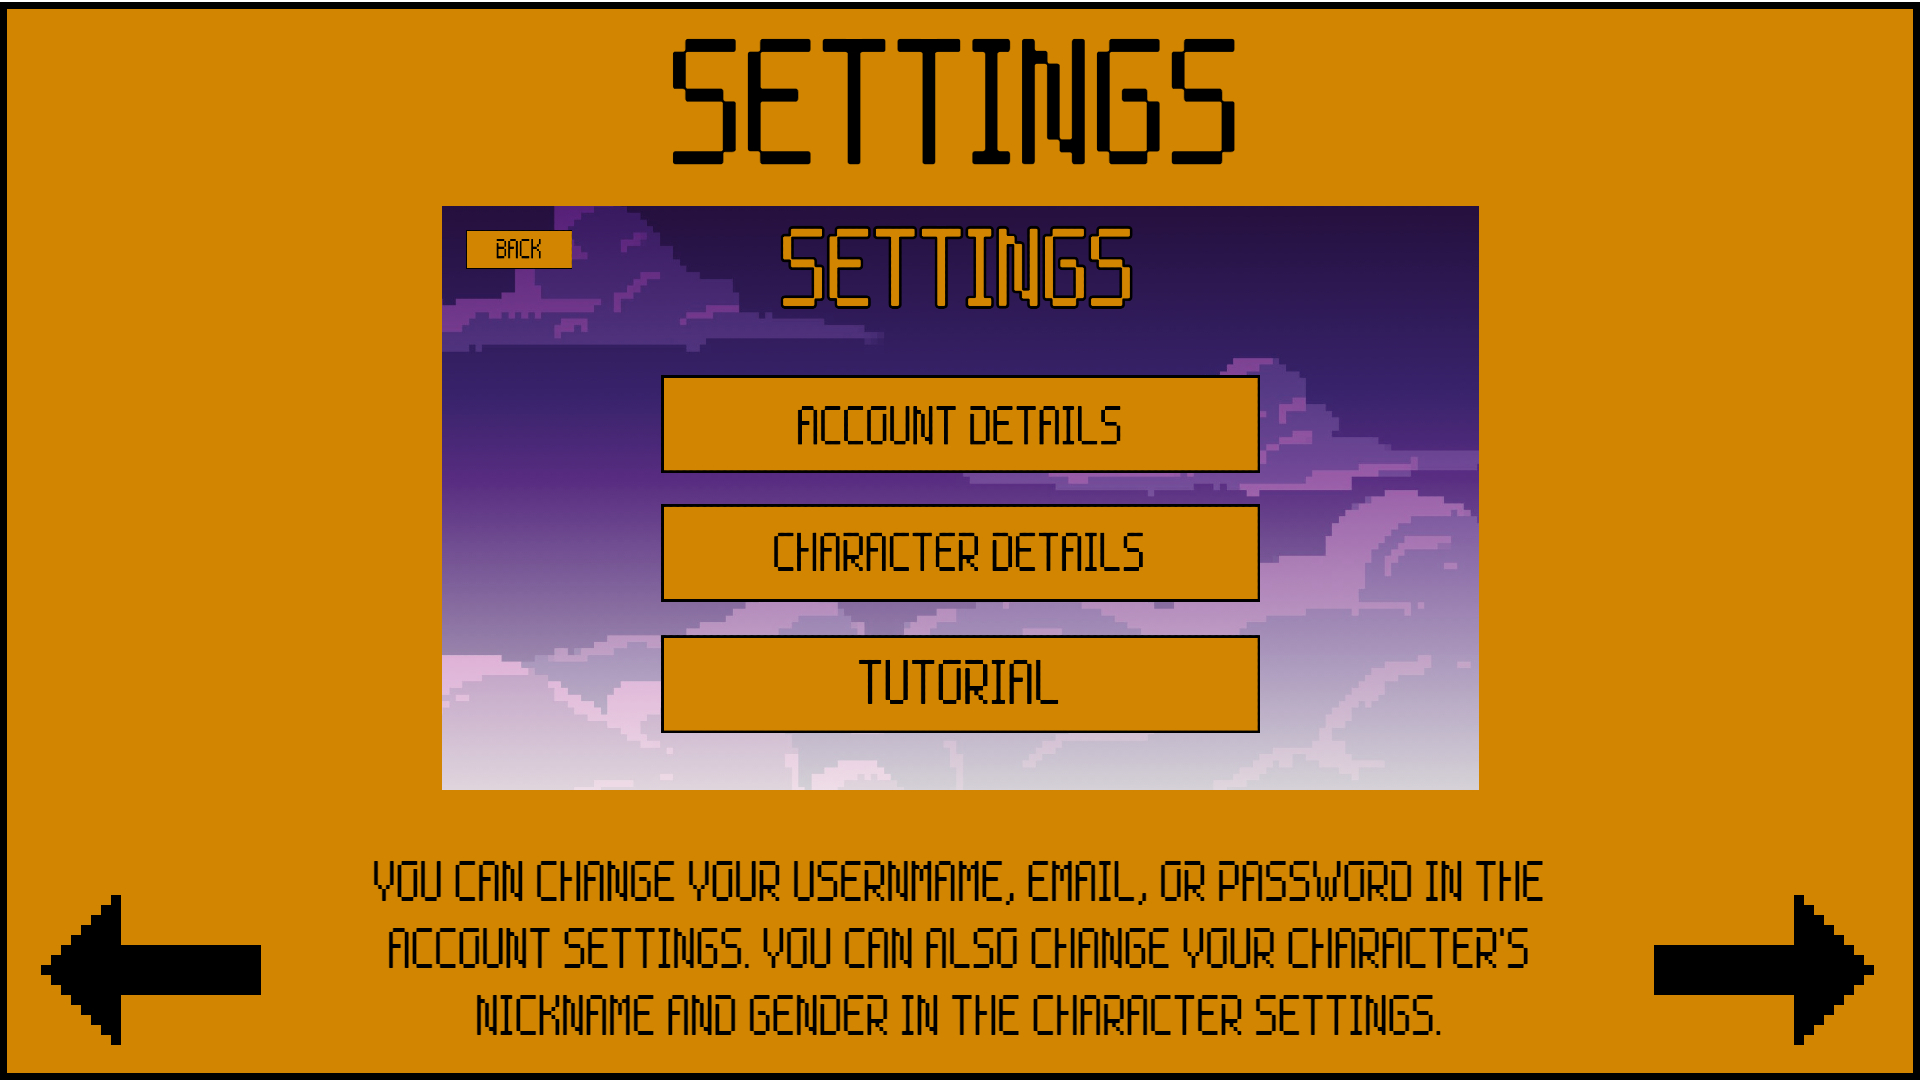 SETTINGS
BACK
SETTINGS
ACCOUNT DETAILS
CHARACTER DETAILS
TUTORIAL
YOU CAN CHANGE YOUR USERNMAME, EMAIL, OR PASSWORD IN THE
ACCOUNT SETTINGS. YOU CAN ALSO CHANGE YOUR CHARACTER'S
NICKNAME AND GENDER IN THE CHARACTER SETTINGS.